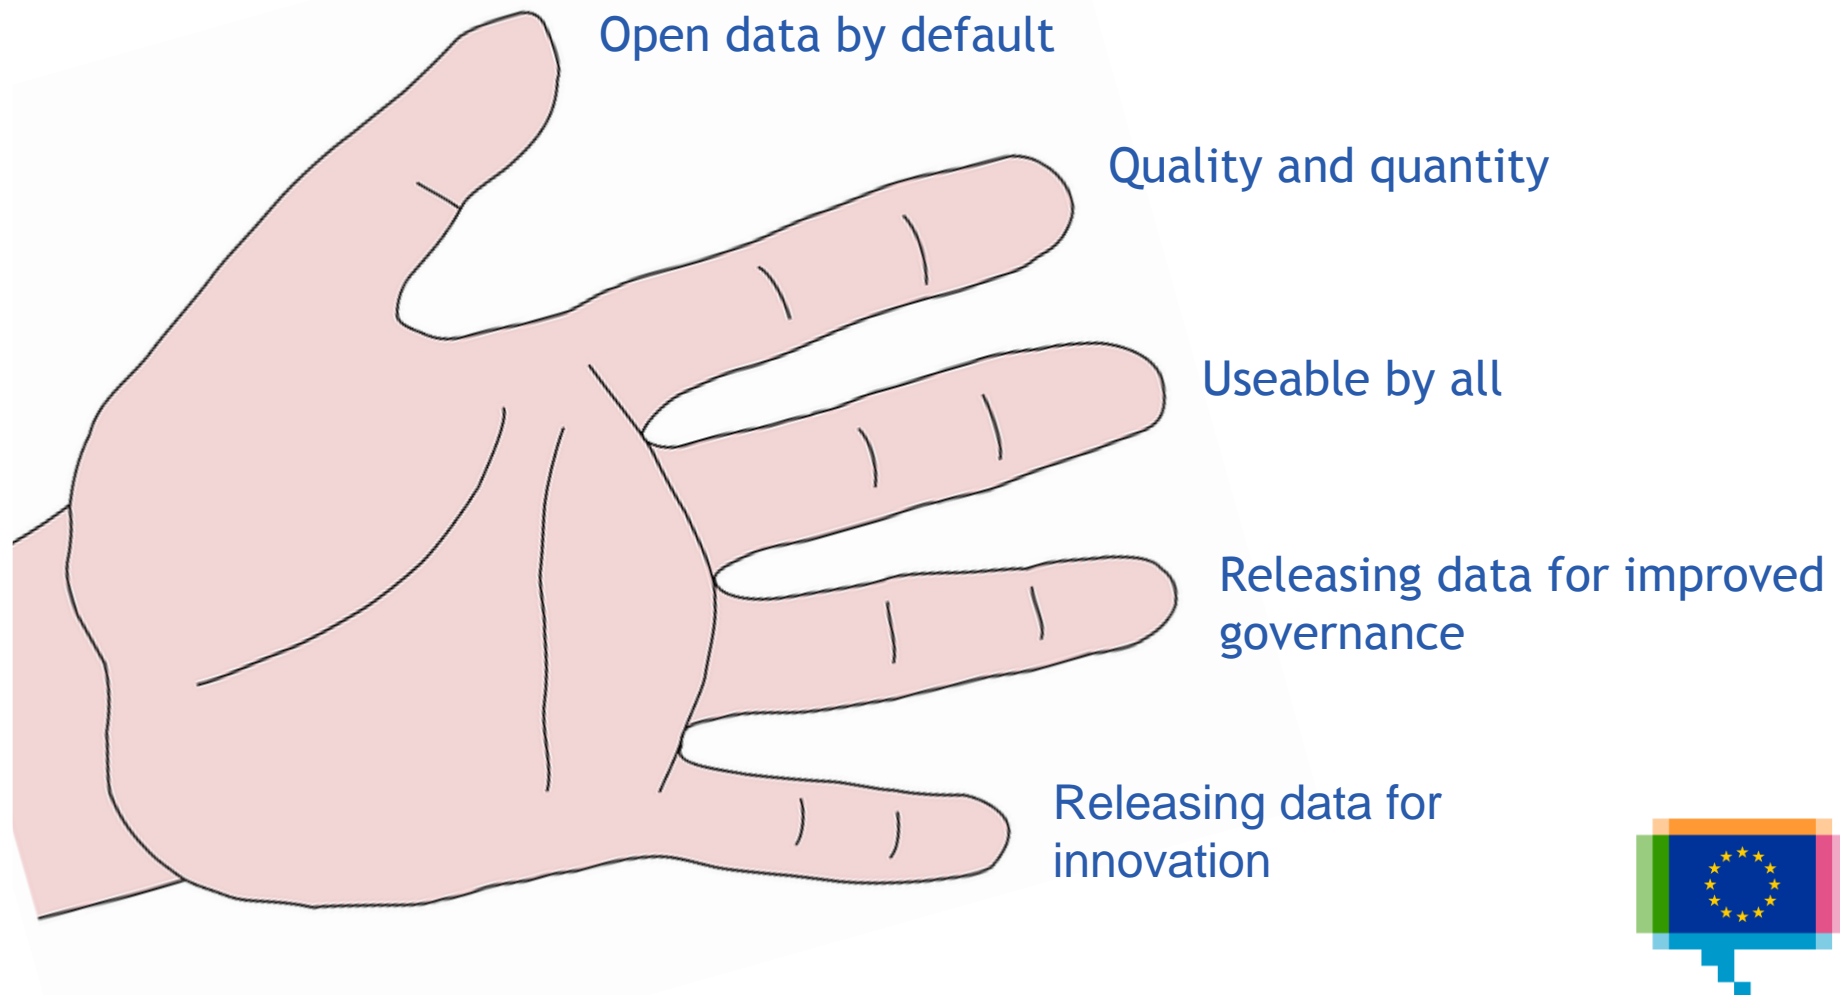 Open data by default
Quality and quantity
Useable by all
Releasing data for improved
governance
Releasing data for
innovation